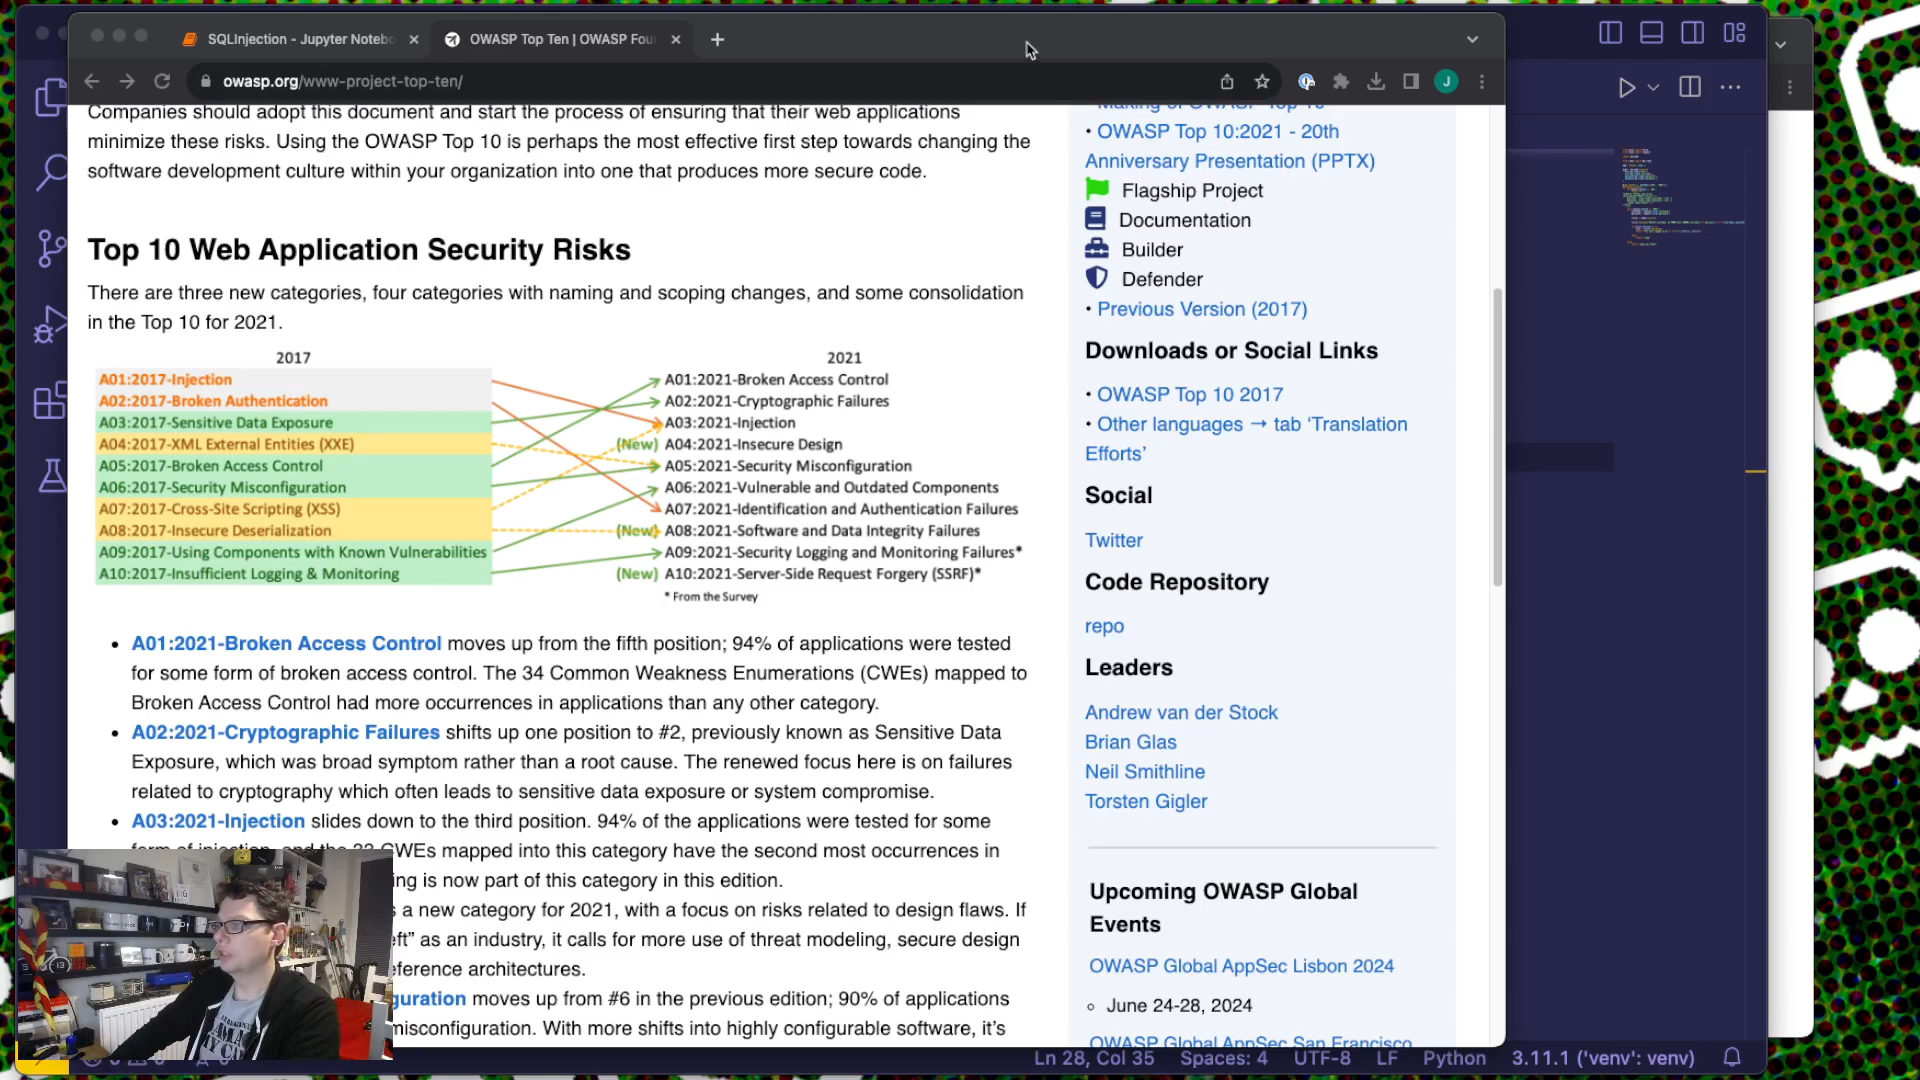 SQLInjection - Jupyter Notebo
OWASP Top Ten | OWASP Foun
owasp.org/www-project-top-ten/
J
Companies should adopt this document and start the process of ensuring that their web applications
minimize these risks. Using the OWASP Top 10 is perhaps the most effective first step towards changing the
software development culture within your organization into one that produces more secure code.
Top 10 Web Application Security Risks
There are three new categories, four categories with naming and scoping changes, and some consolidation
in the Top 10 for 2021.
2017
A01:2017-Injection
A02:2017-Broken Authentication
A03:2017-Sensitive Data Exposure
A04:2017-XML External Entities (XXE)
A05:2017-Broken Access Control
A06:2017-Security Misconfiguration
A07:2017-Cross-Site Scripting (XSS)
A08:2017-Insecure Deserialization
A09:2017-Using Components with Known Vulnerabilities
A10:2017-Insufficient Logging & Monitoring
2021
A01:2021-Broken Access Control
A02:2021-Cryptographic Failures
A03:2021-Injection
(New) A04:2021-Insecure Design
A05:2021-Security Misconfiguration
A06:2021-Vulnerable and Outdated Components
A07:2021-Identification and Authentication Failures
(New) A08:2021-Software and Data Integrity Failures
A09:2021-Security Logging and Monitoring Failures*
(New) A10:2021-Server-Side Request Forgery (SSRF)*
* From the Survey
• A01:2021-Broken Access Control moves up from the fifth position; 94% of applications were tested
for some form of broken access control. The 34 Common Weakness Enumerations (CWEs) mapped to
Broken Access Control had more occurrences in applications than any other category.
• A02:2021-Cryptographic Failures shifts up one position to #2, previously known as Sensitive Data
Exposure, which was broad symptom rather than a root cause. The renewed focus here is on failures
related to cryptography which often leads to sensitive data exposure or system compromise.
• A03:2021-Injection slides down to the third position. 94% of the applications were tested for some
form of injection, and the 33 CWEs mapped into this category have the second most occurrences in
ing is now part of this category in this edition.
s a new category for 2021, with a focus on risks related to design flaws. If
eft” as an industry, it calls for more use of threat modeling, secure design
eference architectures.
guration moves up from #6 in the previous edition; 90% of applications
misconfiguration. With more shifts into highly configurable software, it’s
Making of OWASP Top 10
• OWASP Top 10:2021 - 20th
Anniversary Presentation (PPTX)
Flagship Project
Documentation
Builder
Defender
• Previous Version (2017)
Downloads or Social Links
• OWASP Top 10 2017
• Other languages → tab ‘Translation
Efforts’
Social
Twitter
Code Repository
repo
Leaders
Andrew van der Stock
Brian Glas
Neil Smithline
Torsten Gigler
Upcoming OWASP Global
Events
OWASP Global AppSec Lisbon 2024
◦ June 24-28, 2024
OWASP Global AppSec San Francisco
Ln 28, Col 35 Spaces: 4 UTF-8 LF Python 3.11.1 ('venv': venv)